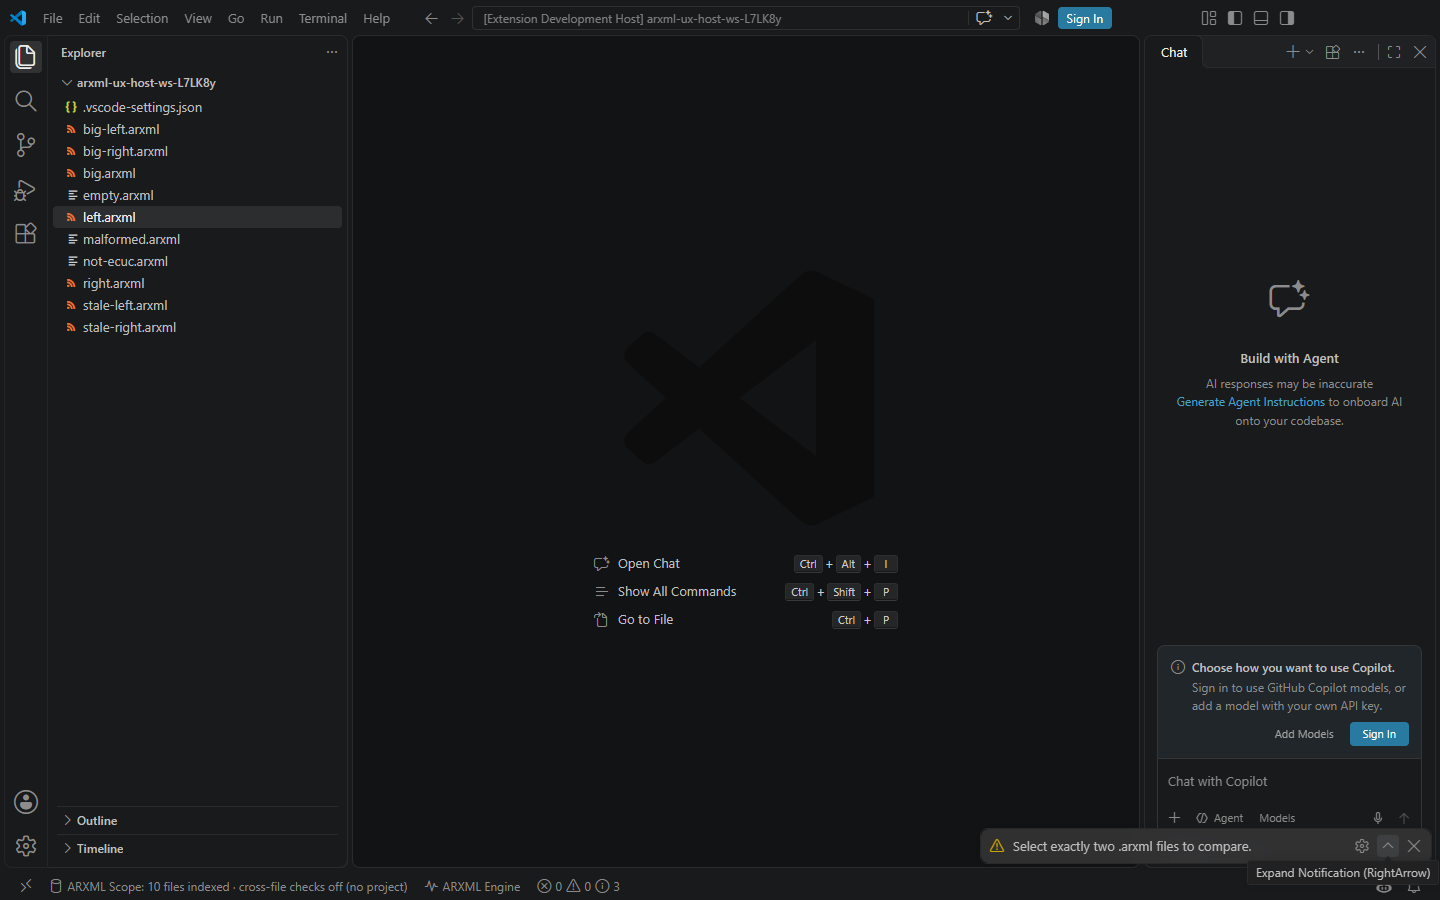 File Edit Selection View Go Run Terminal Help
[Extension Development Host] arxml-ux-host-ws-L7LK8y
Sign In
Explorer
arxml-ux-host-ws-L7LK8y
{} .vscode-settings.json
big-left.arxml
big-right.arxml
big.arxml
empty.arxml
left.arxml
malformed.arxml
not-ecuc.arxml
right.arxml
stale-left.arxml
stale-right.arxml
Outline
Timeline
Open Chat Ctrl + Alt + I
Show All Commands Ctrl + Shift + P
Go to File Ctrl + P
Chat
Build with Agent
AI responses may be inaccurate
Generate Agent Instructions to onboard AI
onto your codebase.
Choose how you want to use Copilot.
Sign in to use GitHub Copilot models, or
add a model with your own API key.
Add Models Sign In
Chat with Copilot
Agent Models
Select exactly two .arxml files to compare.
Expand Notification (RightArrow)
ARXML Scope: 10 files indexed · cross-file checks off (no project) ARXML Engine 0 0 3